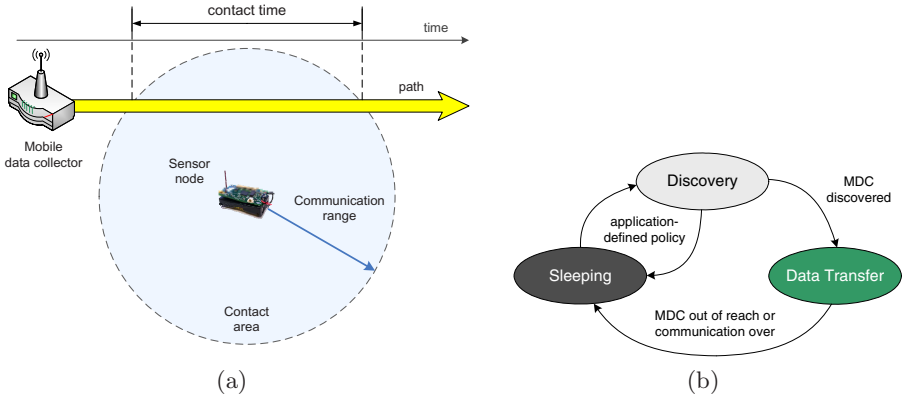 contact time
time
path
Mobile
data collector
Sensor
node
Communication
range
Contact
area
(a)
Discovery
MDC
discovered
application-
defined policy
Sleeping
Data Transfer
MDC out of reach or
communication over
(b)